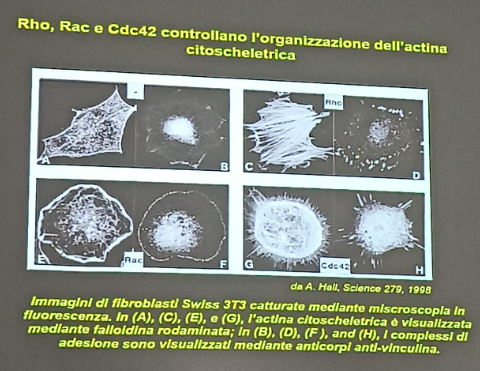 Rho, Rac e Cdc42 controllano l'organizzazione dell'actina
citoscheletrica
-
Rho
A
B
C
D
E
Rac
F
G
Cdc42
H
da A. Hall, Science 279, 1998
Immagini di fibroblasti Swiss 3T3 catturate mediante miscroscopia in
fluorescenza. In (A), (C), (E), e (G), l'actina citoscheletrica è visualizzata
mediante falloidina rodaminata; in (B), (D), (F ), and (H), i complessi di
adesione sono visualizzati mediante anticorpi anti-vinculina.